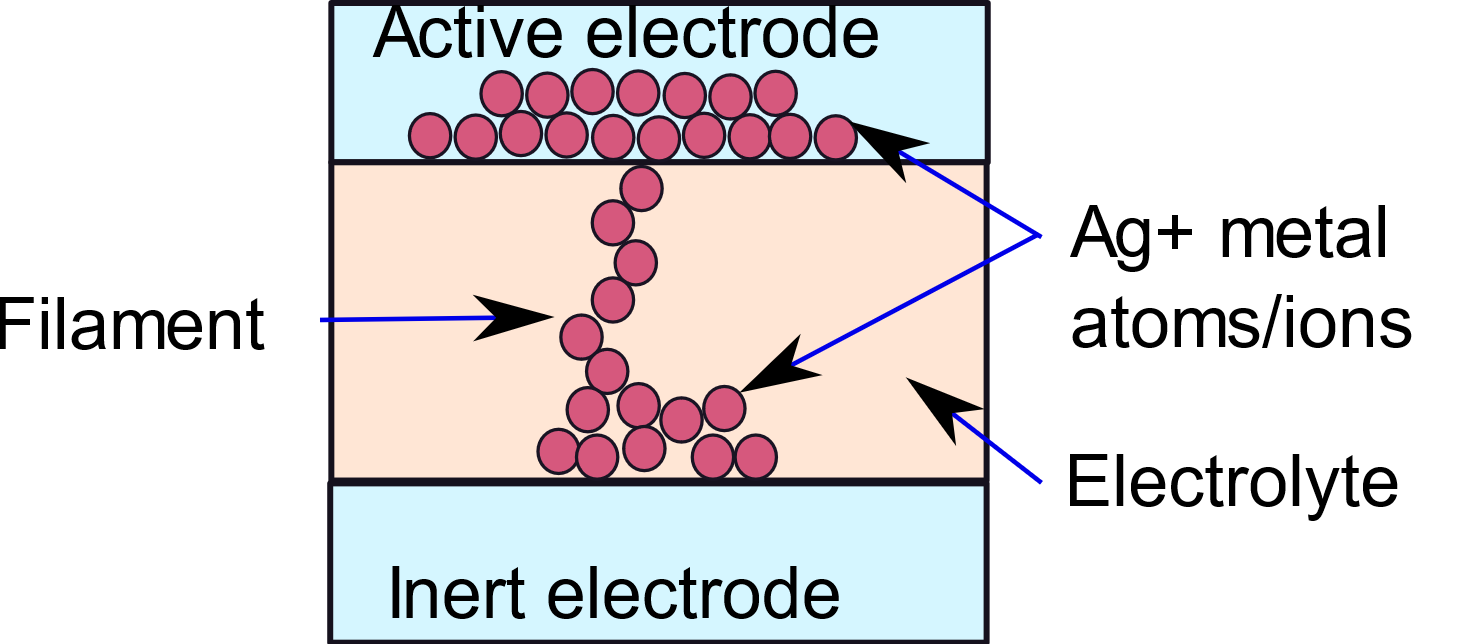 Active electrode
Ag+ metal
atoms/ions
Filament
Electrolyte
Inert electrode